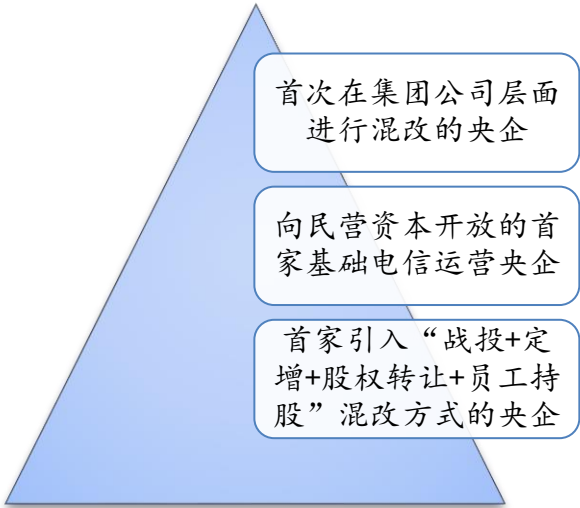 首次在集团公司层面
进行混改的央企
向民营资本开放的首
家基础电信运营央企
首家引入“战投+定
增+股权转让+员工持
股”混改方式的央企